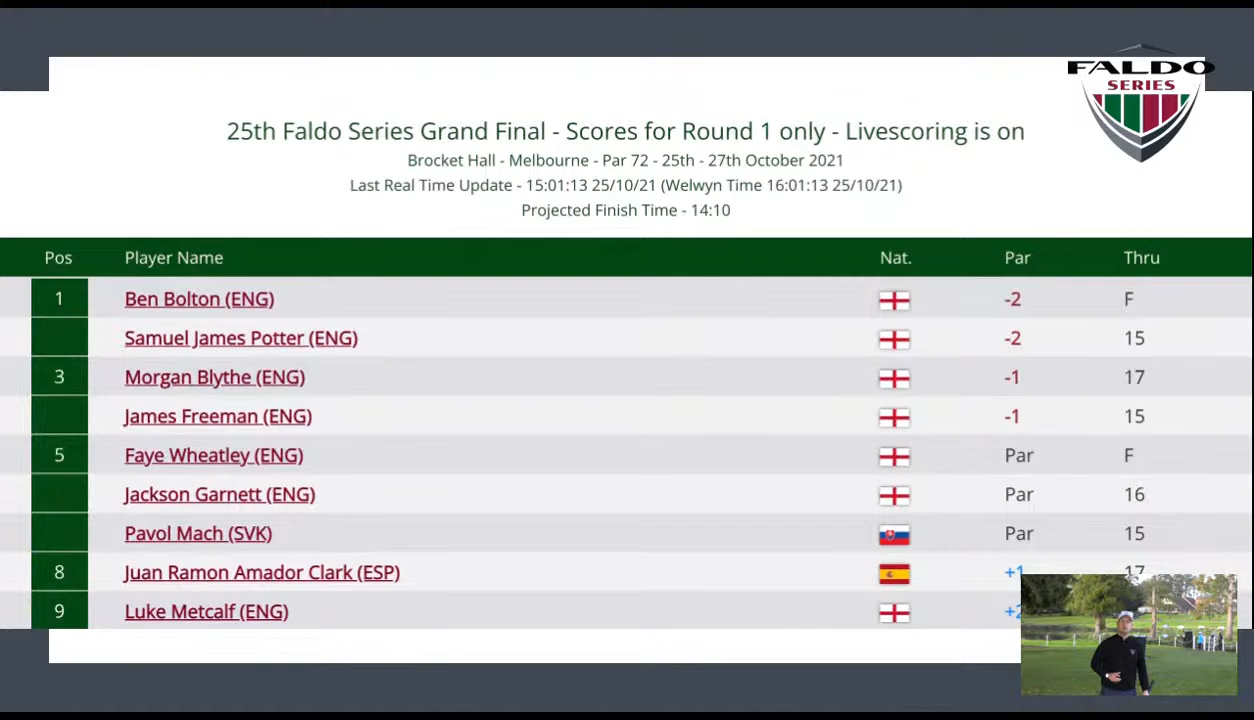 FALDO
SERIES
25th Faldo Series Grand Final - Scores for Round 1 only - Livescoring is on
Brocket Hall - Melbourne - Par 72 - 25th - 27th October 2021
Last Real Time Update - 15:01:13 25/10/21 (Welwyn Time 16:01:13 25/10/21)
Projected Finish Time - 14:10
Pos Player Name Nat. Par Thru
1 Ben Bolton (ENG) -2 F
Samuel James Potter (ENG) -2 15
3 Morgan Blythe (ENG) -1 17
James Freeman (ENG) -1 15
5 Faye Wheatley (ENG) Par F
Jackson Garnett (ENG) Par 16
Pavol Mach (SVK) Par 15
8 Juan Ramon Amador Clark (ESP) +1 17
9 Luke Metcalf (ENG) +2